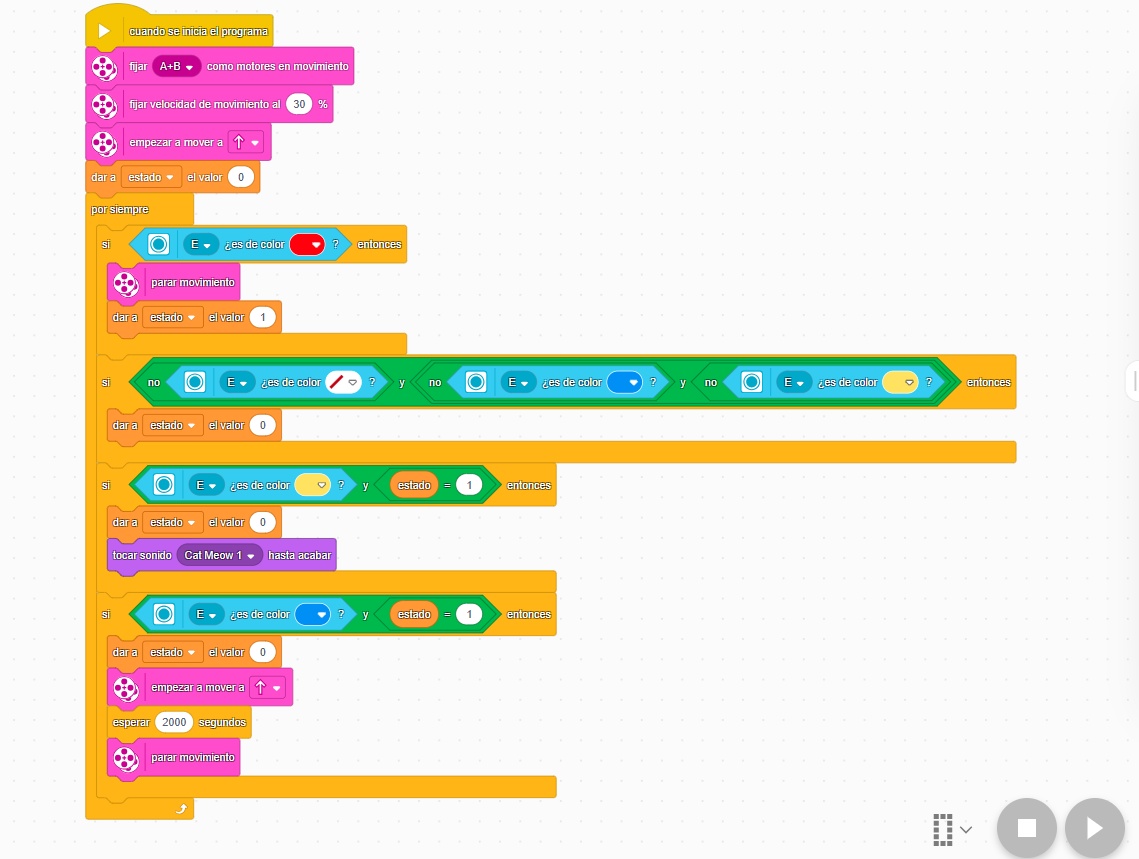 cuando se inicia el programa
fijar A+B como motores en movimiento
fijar velocidad de movimiento al 30 %
empezar a mover a
dar a estado el valor 0
por siempre
si E ¿es de color ? entonces
parar movimiento
dar a estado el valor 1
si no E ¿es de color ? y no E ¿es de color ? y no E ¿es de color ? entonces
dar a estado el valor 0
si E ¿es de color ? y estado = 1 entonces
dar a estado el valor 0
tocar sonido Cat Meow 1 hasta acabar
si E ¿es de color ? y estado = 1 entonces
dar a estado el valor 0
empezar a mover a
esperar 2000 segundos
parar movimiento